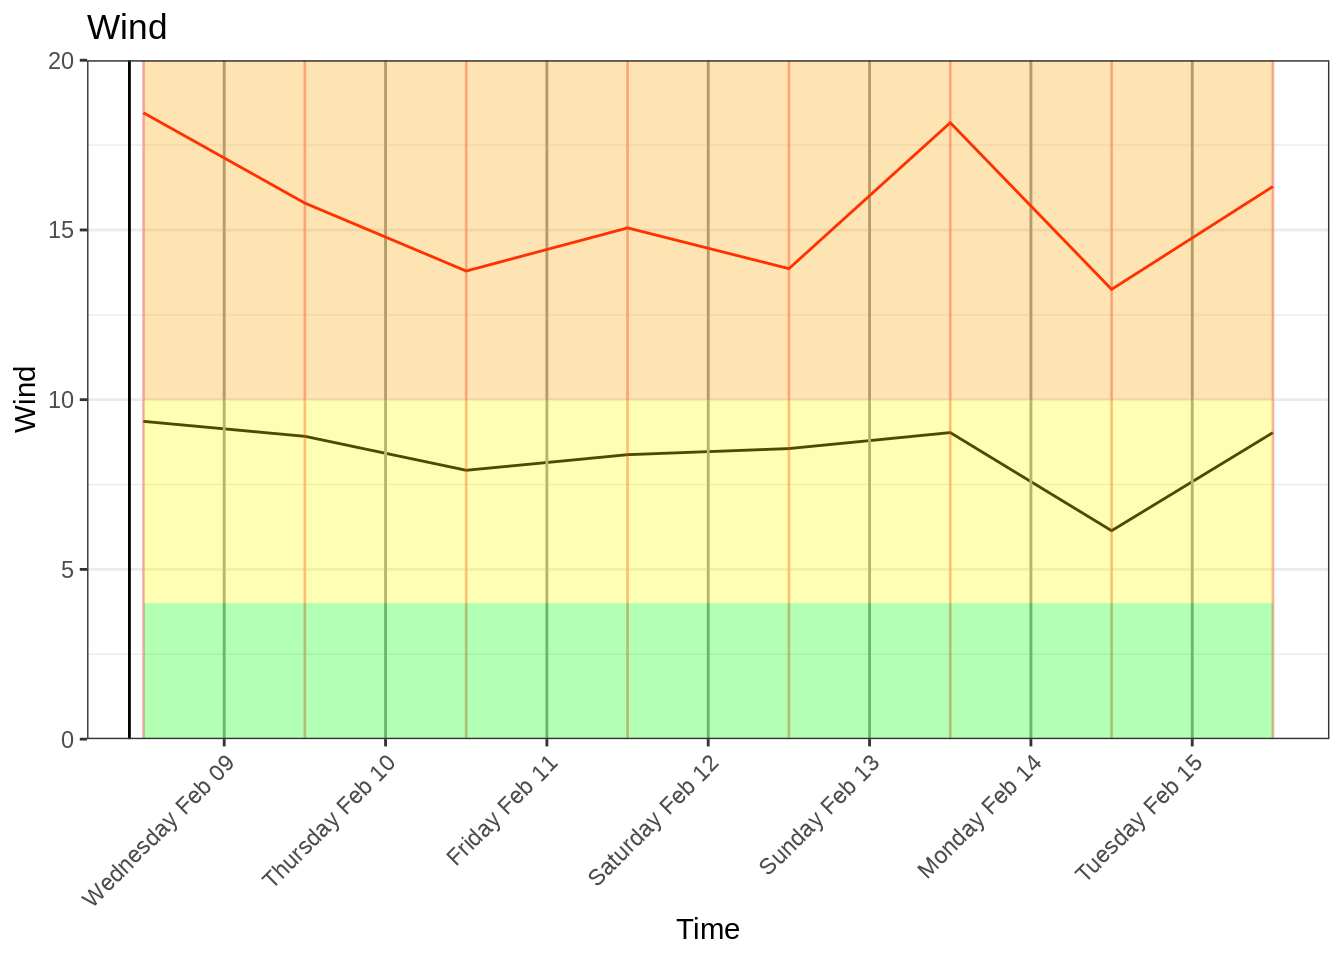 Wind
20
15
10
5
0
Wind
Wednesday Feb 09
Thursday Feb 10
Friday Feb 11
Saturday Feb 12
Sunday Feb 13
Monday Feb 14
Tuesday Feb 15
Time